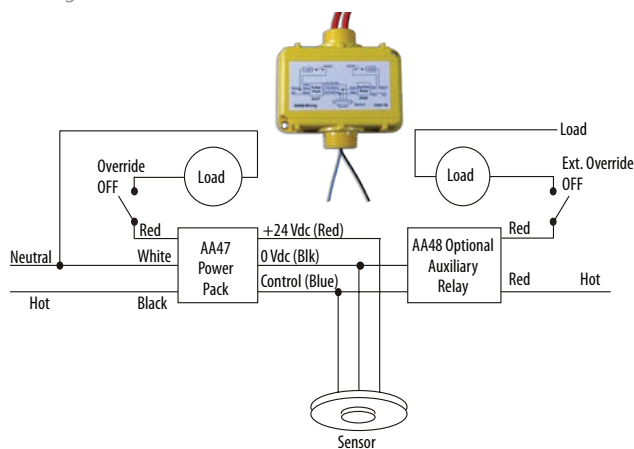 Load
Override
OFF
Load
Load
Ext. Override
OFF
Red
+24 Vdc (Red)
Red
Neutral
White
AA47
Power
Pack
0 Vdc (Blk)
AA48 Optional
Auxiliary
Relay
Control (Blue)
Red
Hot
Hot
Black
Sensor